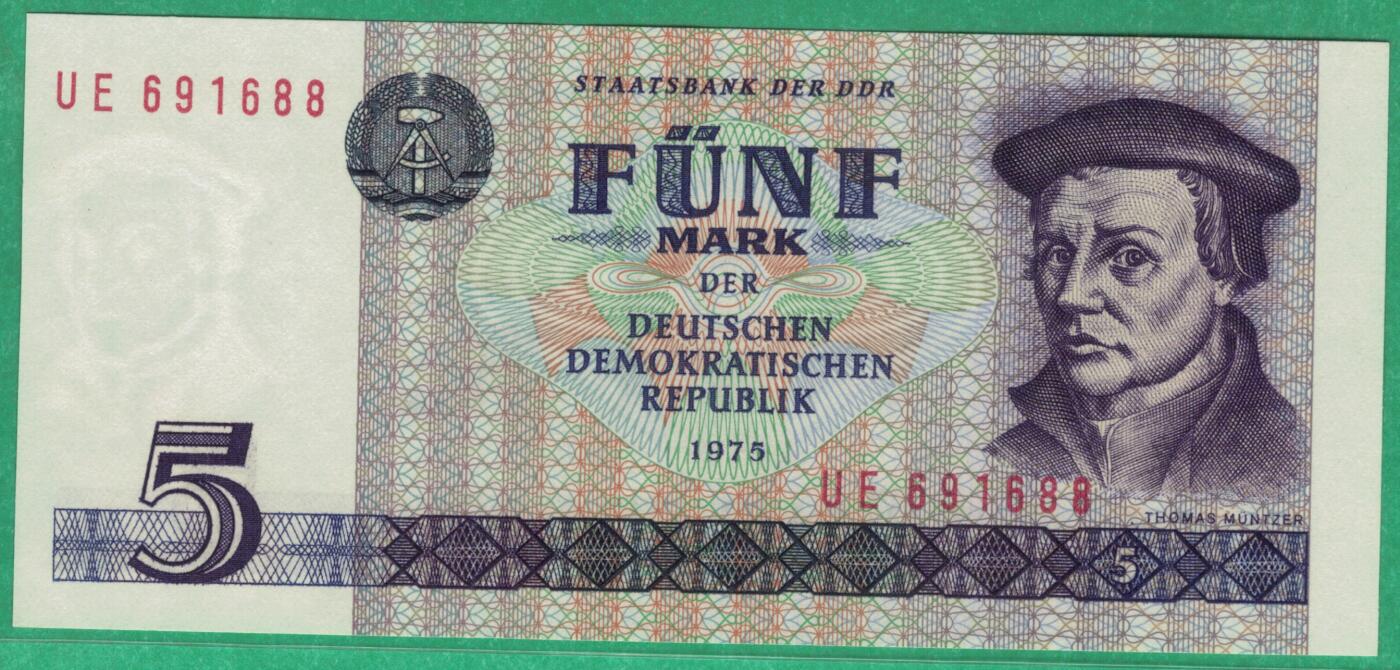 UE 691688
STAATSBANK DER DDR
FÜNF
MARK
DER
DEUTSCHEN
DEMOKRATISCHEN
REPUBLIK
1975
UE 691688
THOMAS MÜNTZER
5
5